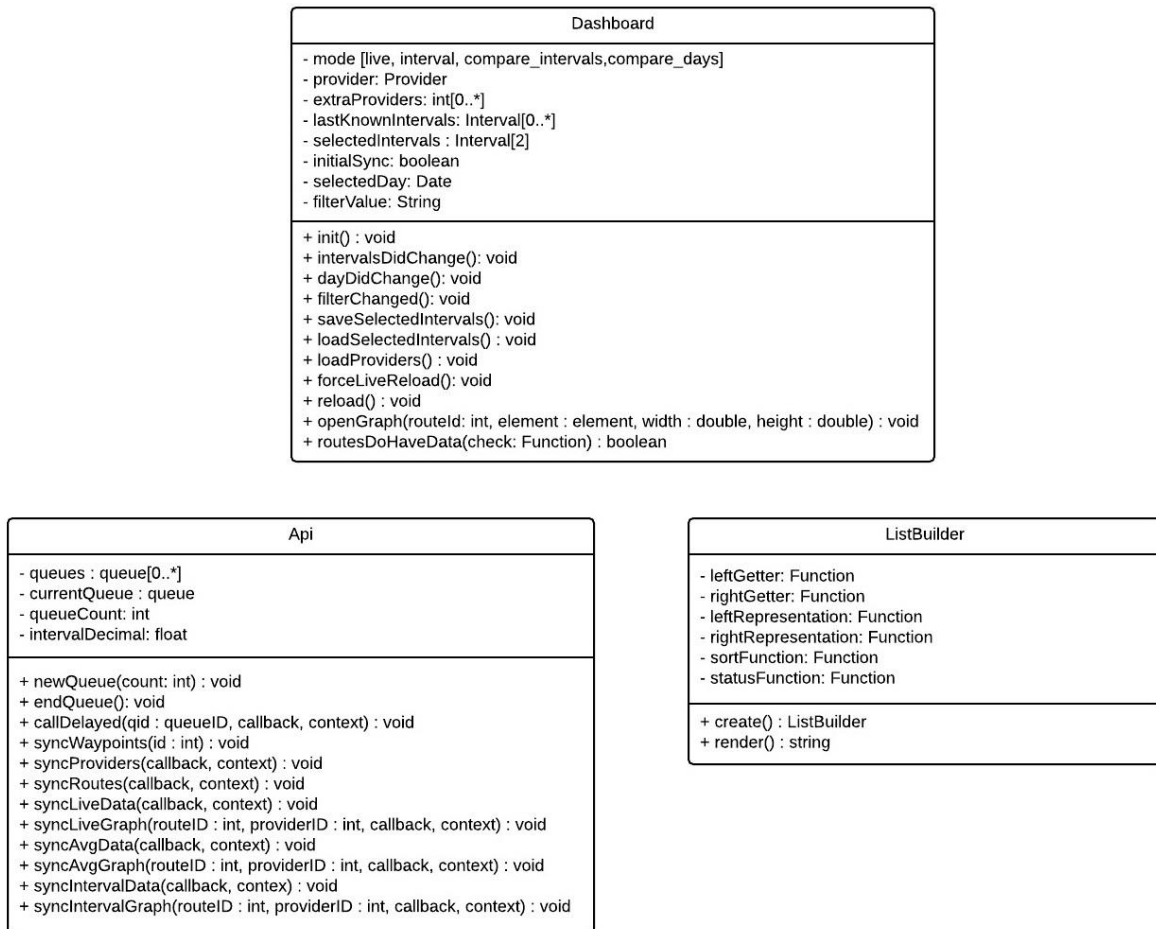 Dashboard
- mode [live, interval, compare_intervals,compare_days]
- provider: Provider
- extraProviders: int[0..*]
- lastKnownIntervals: Interval[0..*]
- selectedIntervals : Interval[2]
- initialSync: boolean
- selectedDay: Date
- filterValue: String
+ init() : void
+ intervalsDidChange(): void
+ dayDidChange(): void
+ filterChanged(): void
+ saveSelectedIntervals(): void
+ loadSelectedIntervals() : void
+ loadProviders() : void
+ forceLiveReload(): void
+ reload() : void
+ openGraph(routeId: int, element : element, width : double, height : double) : void
+ routesDoHaveData(check: Function) : boolean
Api
- queues : queue[0..*]
- currentQueue : queue
- queueCount: int
- intervalDecimal: float
+ newQueue(count: int) : void
+ endQueue(): void
+ callDelayed(qid : queueID, callback, context) : void
+ syncWaypoints(id : int) : void
+ syncProviders(callback, context) : void
+ syncRoutes(callback, context) : void
+ syncLiveData(callback, context) : void
+ syncLiveGraph(routeID : int, providerID : int, callback, context) : void
+ syncAvgData(callback, context) : void
+ syncAvgGraph(routeID : int, providerID : int, callback, context) : void
+ syncIntervalData(callback, contex) : void
+ syncIntervalGraph(routeID : int, providerID : int, callback, context) : void
ListBuilder
- leftGetter: Function
- rightGetter: Function
- leftRepresentation: Function
- rightRepresentation: Function
- sortFunction: Function
- statusFunction: Function
+ create() : ListBuilder
+ render() : string